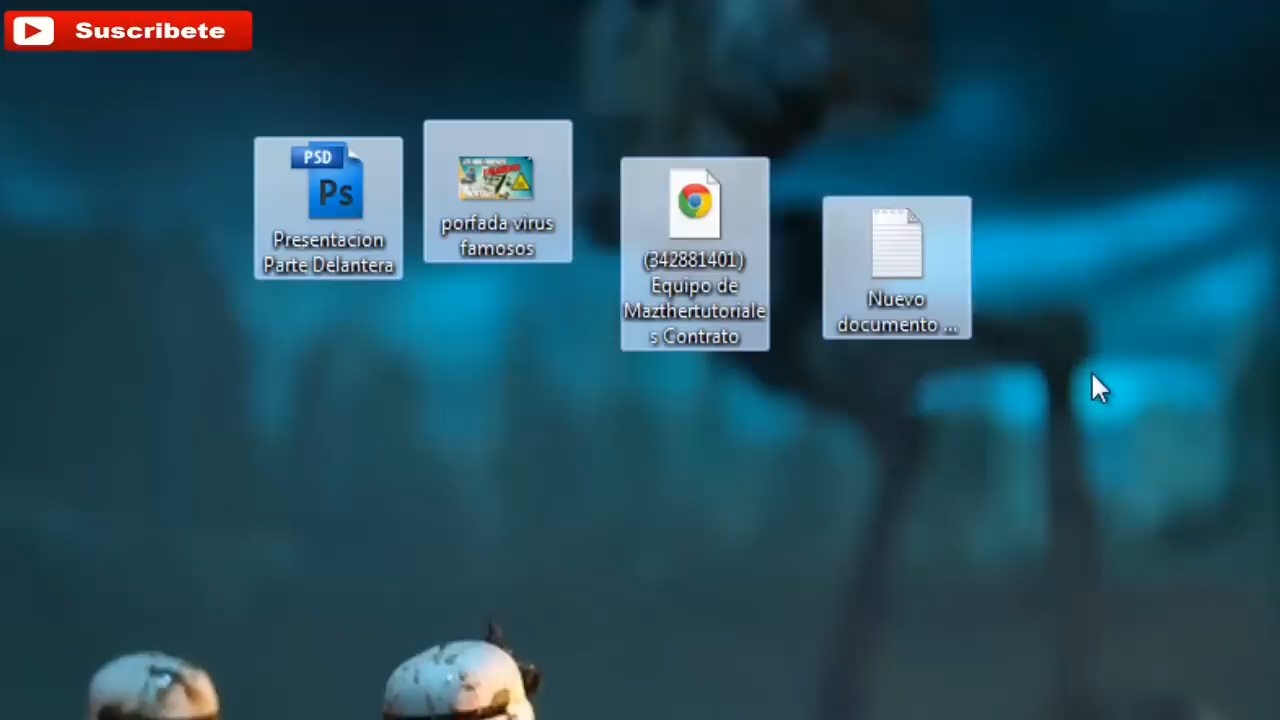 Suscribete
PSD
Ps
Presentacion
Parte Delantera
porfada virus
famosos
(342881401)
Equipo de
Mazthertutoriale
s Contrato
Nuevo
documento ...